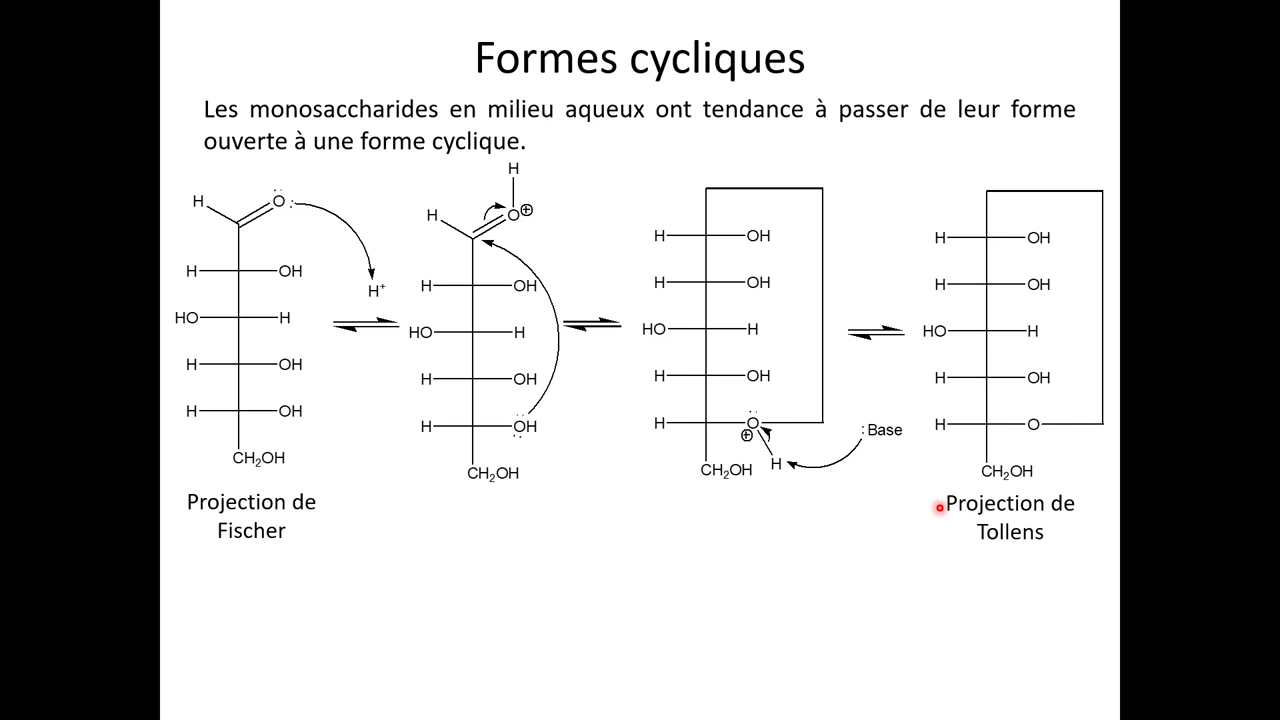 Formes cycliques
Les monosaccharides en milieu aqueux ont tendance à passer de leur forme
ouverte à une forme cyclique.
H O
H OH
HO H
H OH
H OH
CH₂OH
H⁺
H
H O ⊕
H OH
HO H
H OH
H OH
CH₂OH
H OH
H OH
HO H
H OH
H O
⊕
CH₂OH H
:Base
H OH
H OH
HO H
H OH
H O
CH₂OH
Projection de
Fischer
Projection de
Tollens